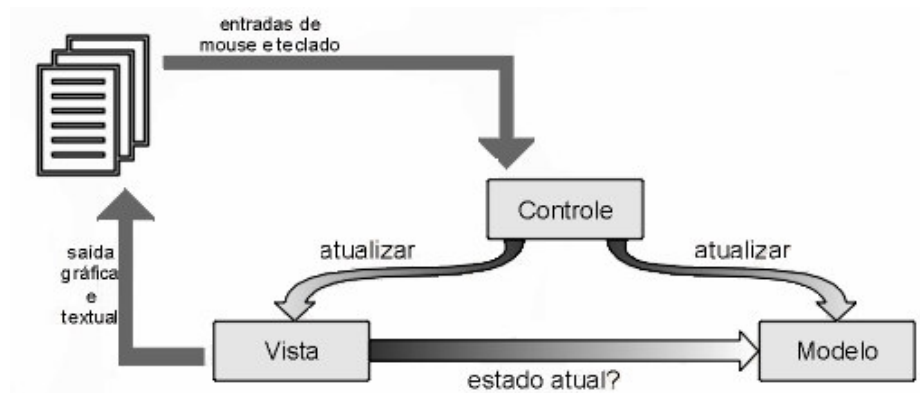 entradas de
mouse e teclado
Controle
atualizar
atualizar
saída
gráfica
e
textual
Vista
Modelo
estado atual?